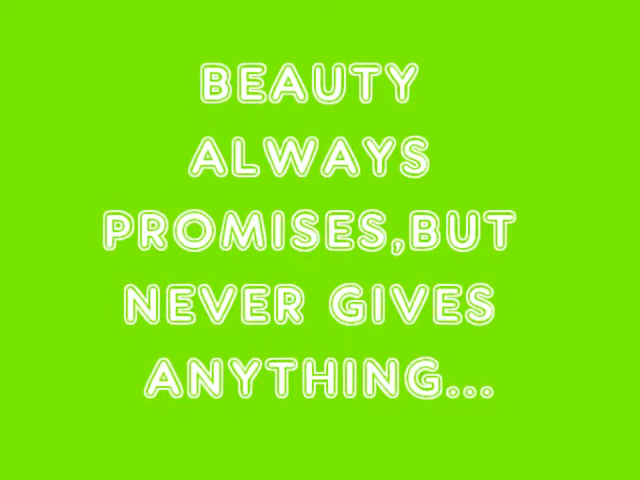 BEAUTY
ALWAYS
PROMISES,BUT
NEVER GIVES
ANYTHING...